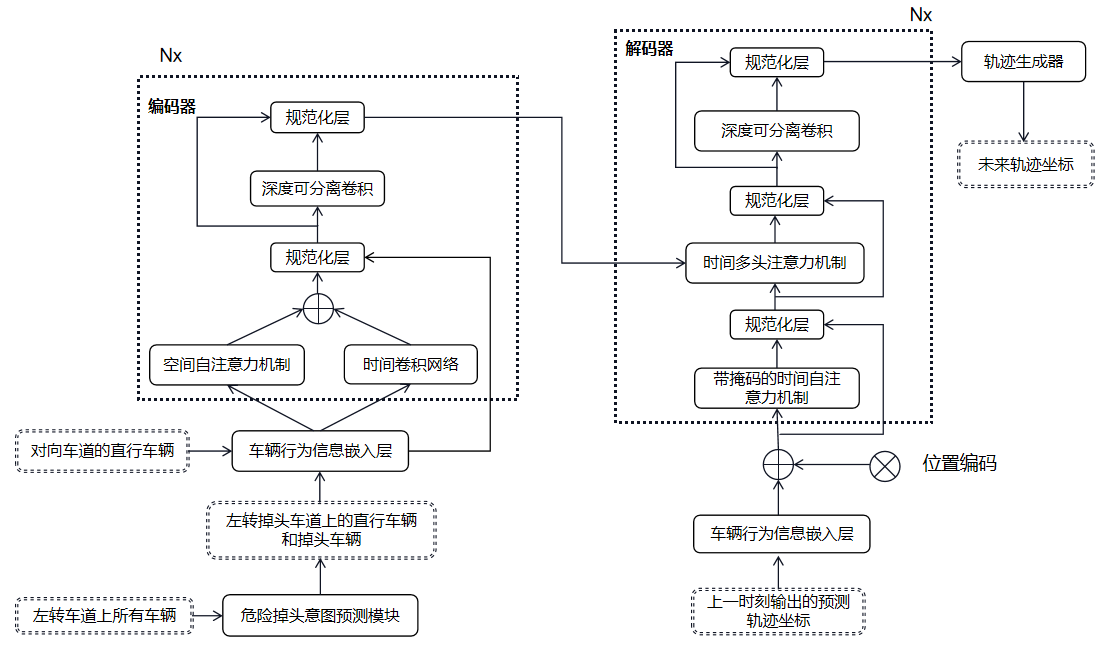 Nx
编码器
规范化层
深度可分离卷积
规范化层
空间自注意力机制
时间卷积网络
对向车道的直行车辆
车辆行为信息嵌入层
左转掉头车道上的直行车辆
和掉头车辆
左转车道上所有车辆
危险掉头意图预测模块
Nx
解码器
规范化层
深度可分离卷积
规范化层
时间多头注意力机制
规范化层
带掩码的时间自注
意力机制
位置编码
车辆行为信息嵌入层
上一时刻输出的预测
轨迹坐标
轨迹生成器
未来轨迹坐标